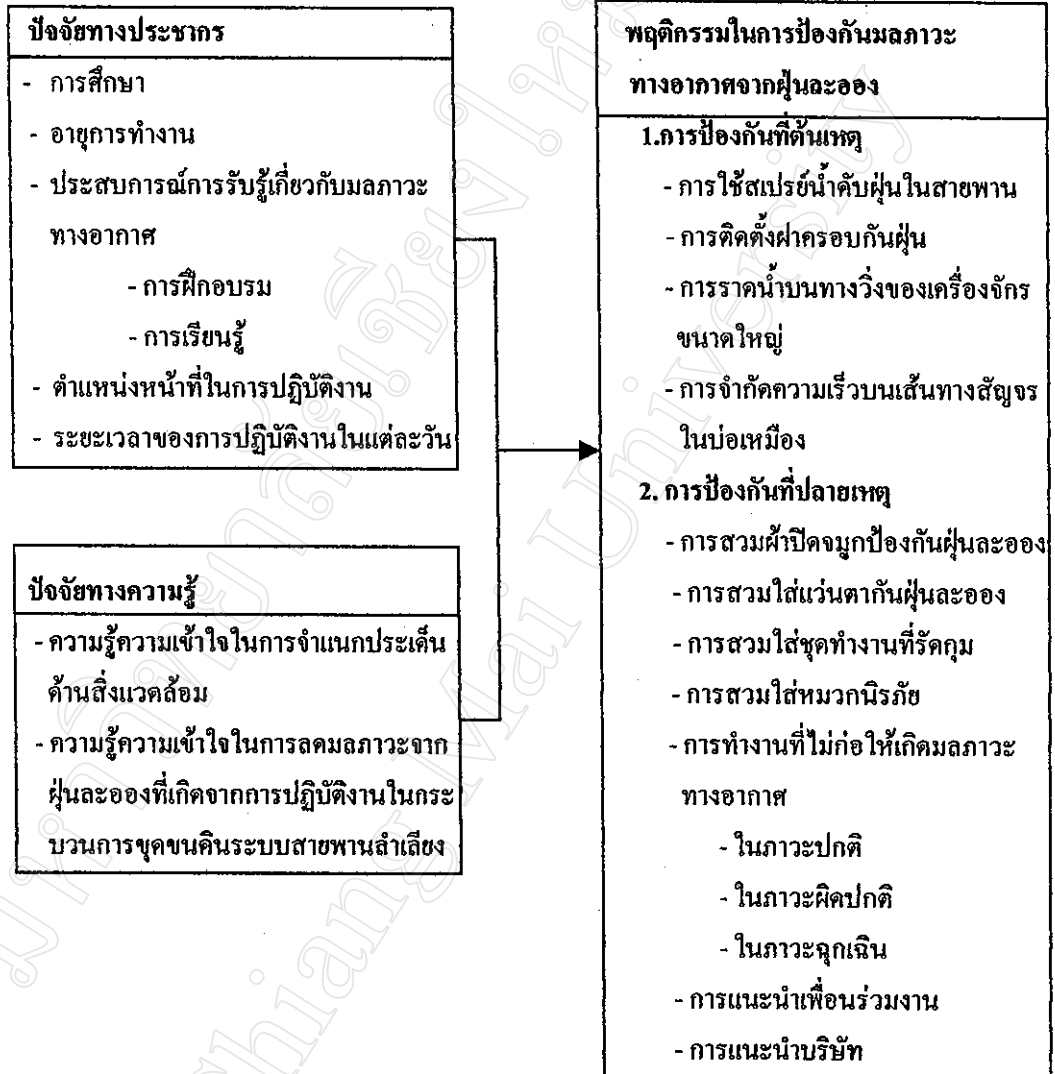 ปัจจัยทางประชากร
- การศึกษา
- อายุการทำงาน
- ประสบการณ์การรับรู้เกี่ยวกับมลภาวะ
ทางอากาศ
- การฝึกอบรม
- การเรียนรู้
- ตำแหน่งหน้าที่ในการปฏิบัติงาน
- ระยะเวลาของการปฏิบัติงานในแต่ละวัน
ปัจจัยทางความรู้
- ความรู้ความเข้าใจในการจำแนกประเด็น
ด้านสิ่งแวดล้อม
- ความรู้ความเข้าใจในการลดมลภาวะจาก
ฝุ่นละอองที่เกิดจากการปฏิบัติงานในกระ
บวนการขุดขนดินระบบสายพานลำเลียง
พฤติกรรมในการป้องกันมลภาวะ
ทางอากาศจากฝุ่นละออง
1.การป้องกันที่ต้นเหตุ
- การใช้สเปรย์น้ำดับฝุ่นในสายพาน
- การติดตั้งฝาครอบกันฝุ่น
- การราดน้ำบนทางวิ่งของเครื่องจักร
ขนาดใหญ่
- การจำกัดความเร็วบนเส้นทางสัญจร
ในบ่อเหมือง
2. การป้องกันที่ปลายเหตุ
- การสวมผ้าปิดจมูกป้องกันฝุ่นละออง
- การสวมใส่แว่นตากันฝุ่นละออง
- การสวมใส่ชุดทำงานที่รัดกุม
- การสวมใส่หมวกนิรภัย
- การทำงานที่ไม่ก่อให้เกิดมลภาวะ
ทางอากาศ
- ในภาวะปกติ
- ในภาวะผิดปกติ
- ในภาวะฉุกเฉิน
- การแนะนำเพื่อนร่วมงาน
- การแนะนำบริษัท
Chiang Mai University